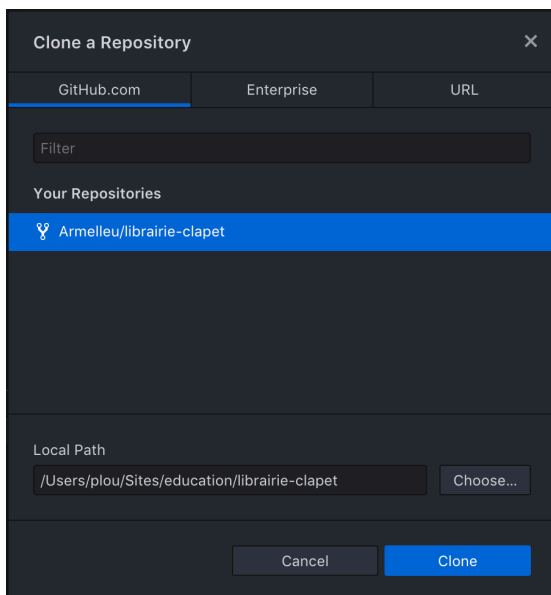 Clone a Repository
GitHub.com
Enterprise
URL
Filter
Your Repositories
Armelleu/librairie-clapet
Local Path
/Users/plou/Sites/education/librairie-clapet
Choose...
Cancel
Clone